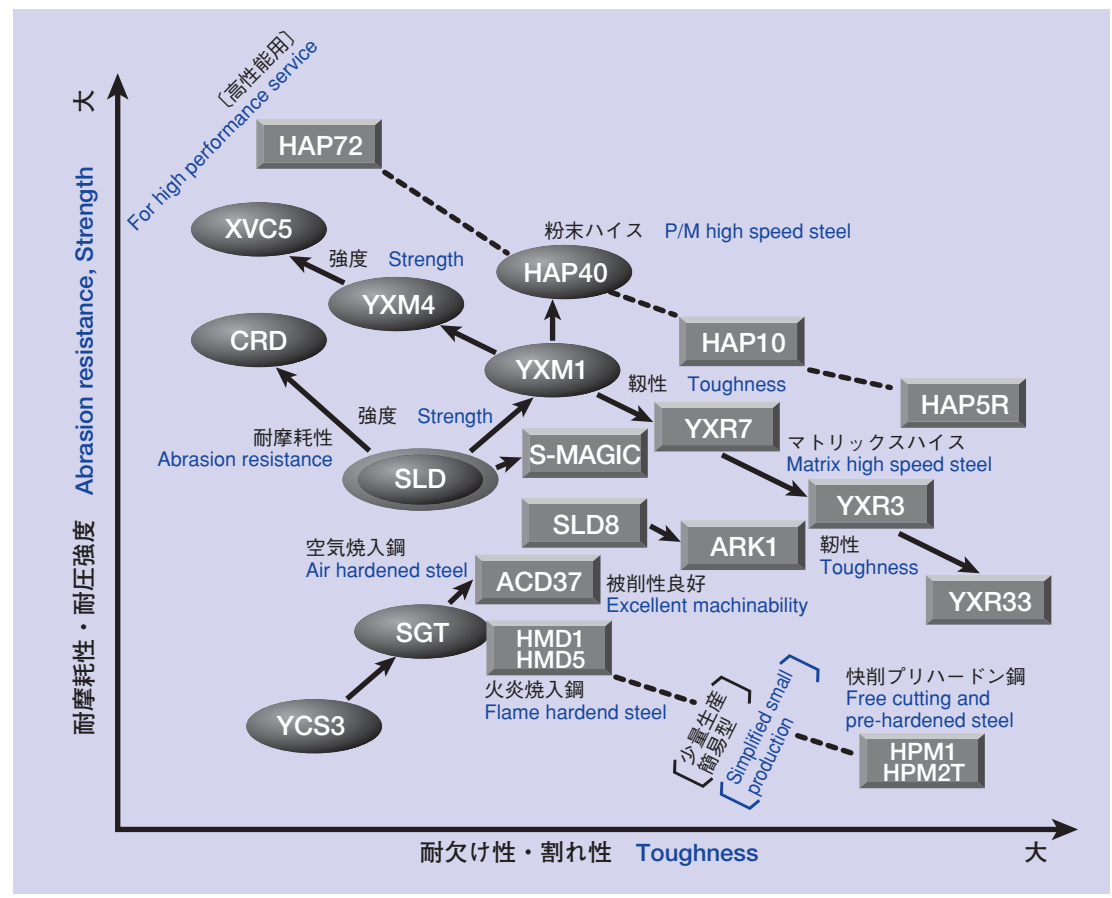 〔高性能用〕
For high performance service
大
耐摩耗性・耐圧強度 Abrasion resistance, Strength
HAP72
XVC5
強度 Strength
粉末ハイス P/M high speed steel
HAP40
YXM4
CRD
HAP10
YXM1
靱性 Toughness
HAP5R
強度 Strength
耐摩耗性
Abrasion resistance
YXR7
マトリックスハイス
Matrix high speed steel
S-MAGIC
SLD
YXR3
SLD8
ARK1
靱性
Toughness
空気焼入鋼
Air hardened steel
ACD37
被削性良好
Excellent machinability
YXR33
SGT
HMD1
HMD5
火炎焼入鋼
Flame hardend steel
YCS3
少量生産
簡易型
Simplified small
production
快削プリハードン鋼
Free cutting and
pre-hardened steel
HPM1
HPM2T
耐欠け性・割れ性 Toughness
大